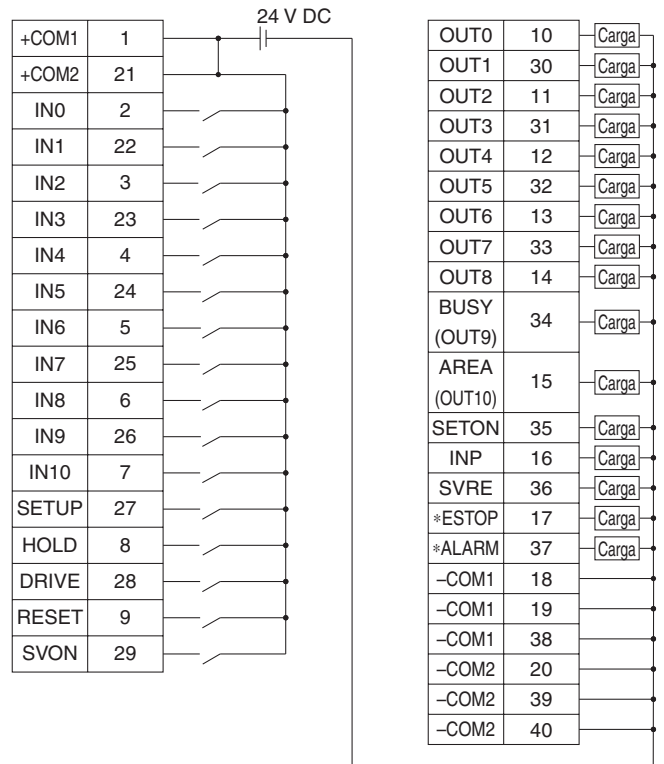 24 V DC
+COM1 1
+COM2 21
IN0 2
IN1 22
IN2 3
IN3 23
IN4 4
IN5 24
IN6 5
IN7 25
IN8 6
IN9 26
IN10 7
SETUP 27
HOLD 8
DRIVE 28
RESET 9
SVON 29
OUT0 10 Carga
OUT1 30 Carga
OUT2 11 Carga
OUT3 31 Carga
OUT4 12 Carga
OUT5 32 Carga
OUT6 13 Carga
OUT7 33 Carga
OUT8 14 Carga
BUSY
(OUT9) 34 Carga
AREA
(OUT10) 15 Carga
SETON 35 Carga
INP 16 Carga
SVRE 36 Carga
*ESTOP 17 Carga
*ALARM 37 Carga
–COM1 18
–COM1 19
–COM1 38
–COM2 20
–COM2 39
–COM2 40